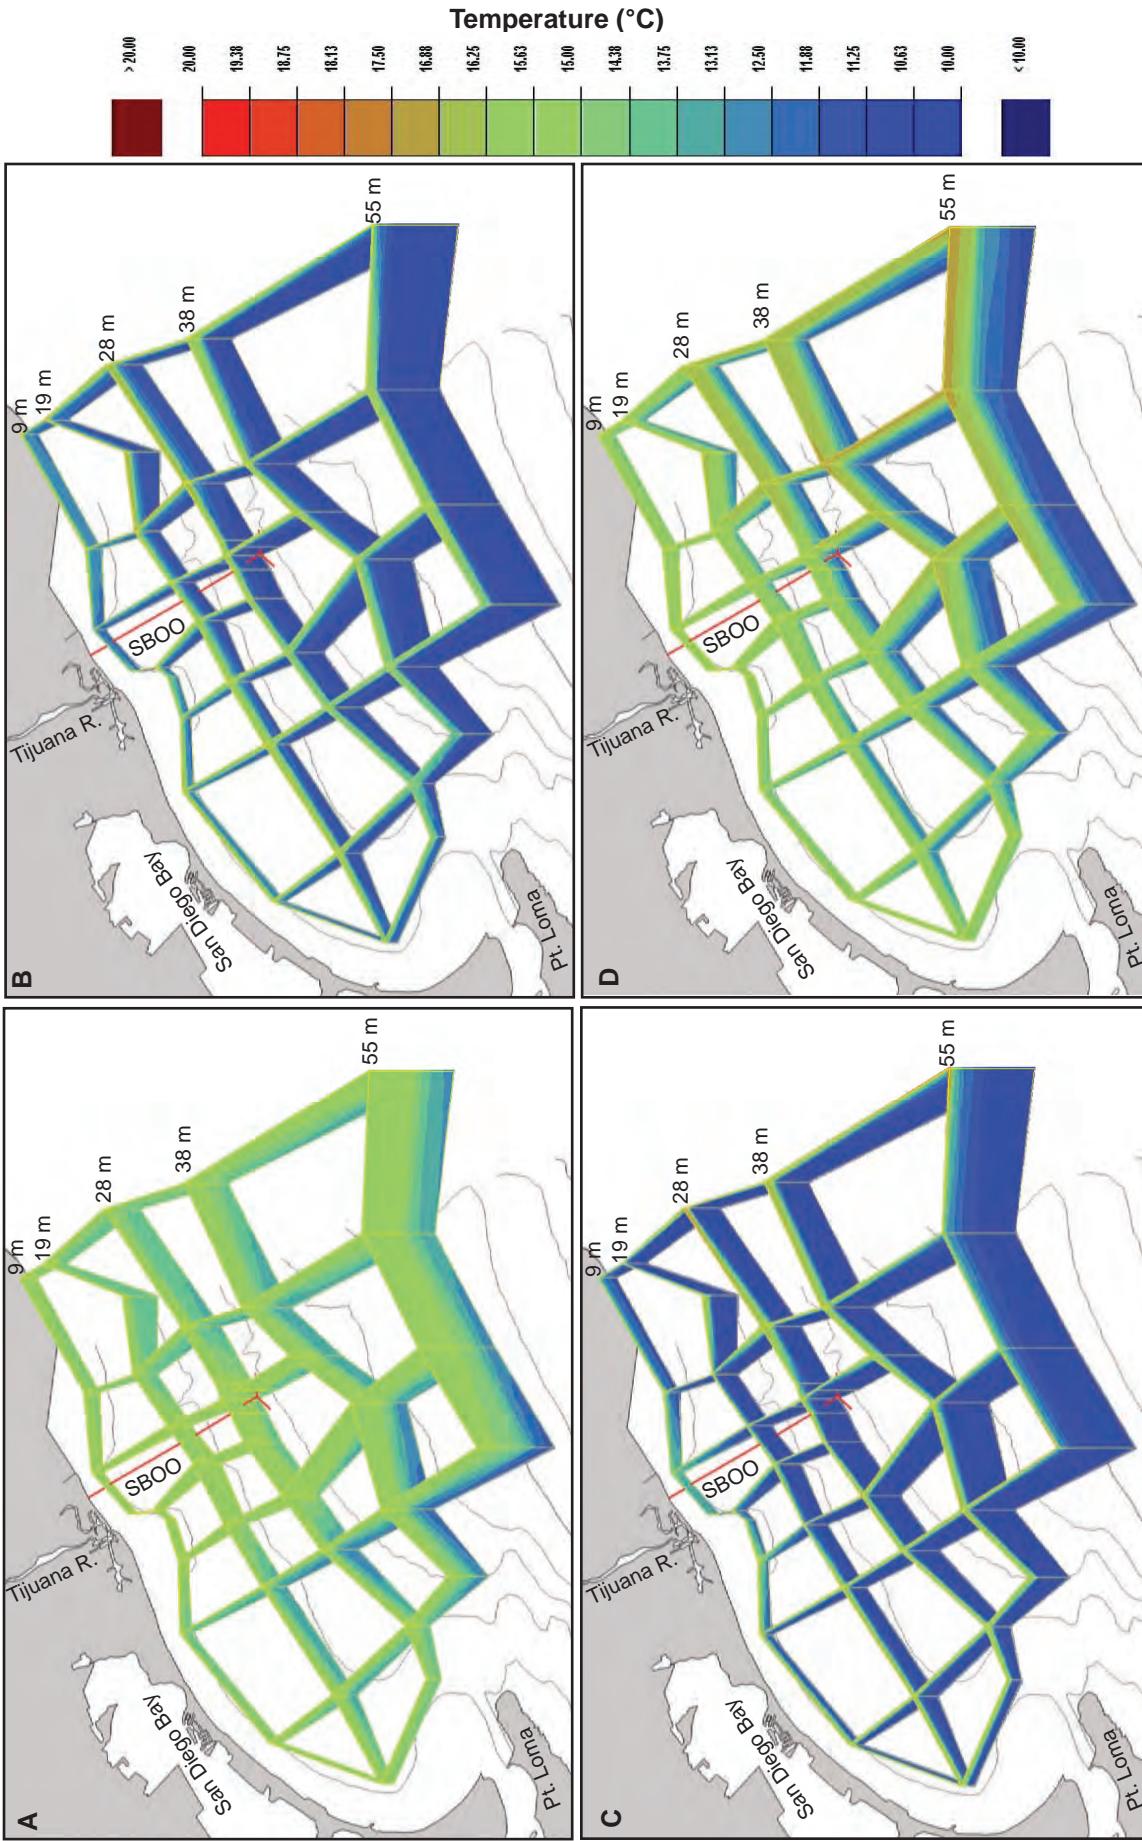 Temperature (°C)
> 20.00
20.00
19.38
18.75
18.13
17.50
16.88
16.25
15.63
15.00
14.38
13.75
13.13
12.50
11.88
11.25
10.63
10.00
< 10.00
A
San Diego Bay
Tijuana R.
Pt. Loma
SBOO
9 m
19 m
28 m
38 m
55 m
B
San Diego Bay
Tijuana R.
Pt. Loma
SBOO
9 m
19 m
28 m
38 m
55 m
C
San Diego Bay
Tijuana R.
Pt. Loma
SBOO
9 m
19 m
28 m
38 m
55 m
D
San Diego Bay
Tijuana R.
Pt. Loma
SBOO
9 m
19 m
28 m
38 m
55 m